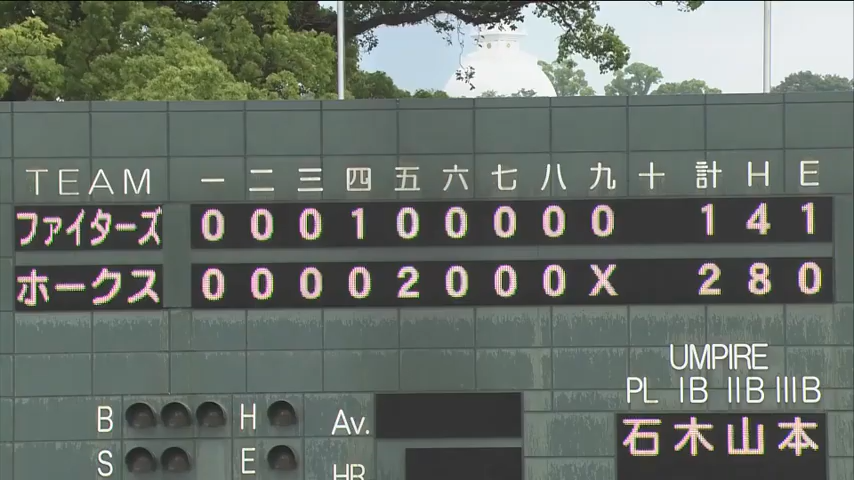 TEAM 一 二 三 四 五 六 七 八 九 十 計 H E
ファイターズ 0 0 0 1 0 0 0 0 0 1 4 1
ホークス 0 0 0 0 2 0 0 0 X 2 8 0
UMPIRE
PL IB IIB IIIB
B H Av. 石 木 山 本
S E HR